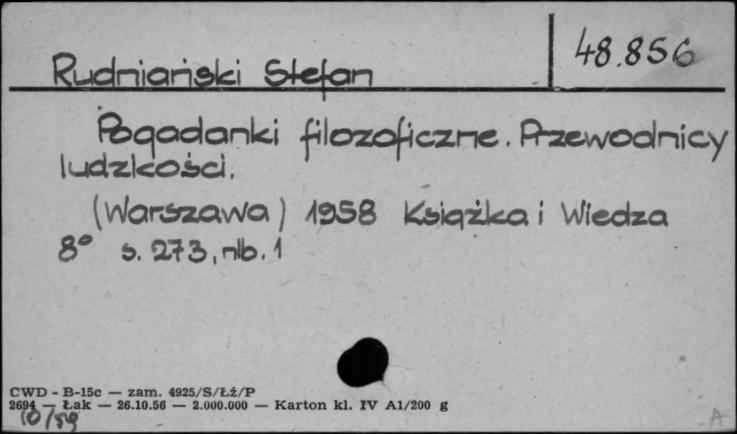 48.856
Rudniański Stefan
Pogadanki filozoficzne. Przewodnicy
ludzkości.
(Warszawa) 1958 Książka i Wiedza
8° s. 273, nlb. 1
CWD - B-15c — zam. 4925/S/Łż/P
2694 — Łak — 26.10.56 — 2.000.000 — Karton kl. IV A1/200 g
10/59
A